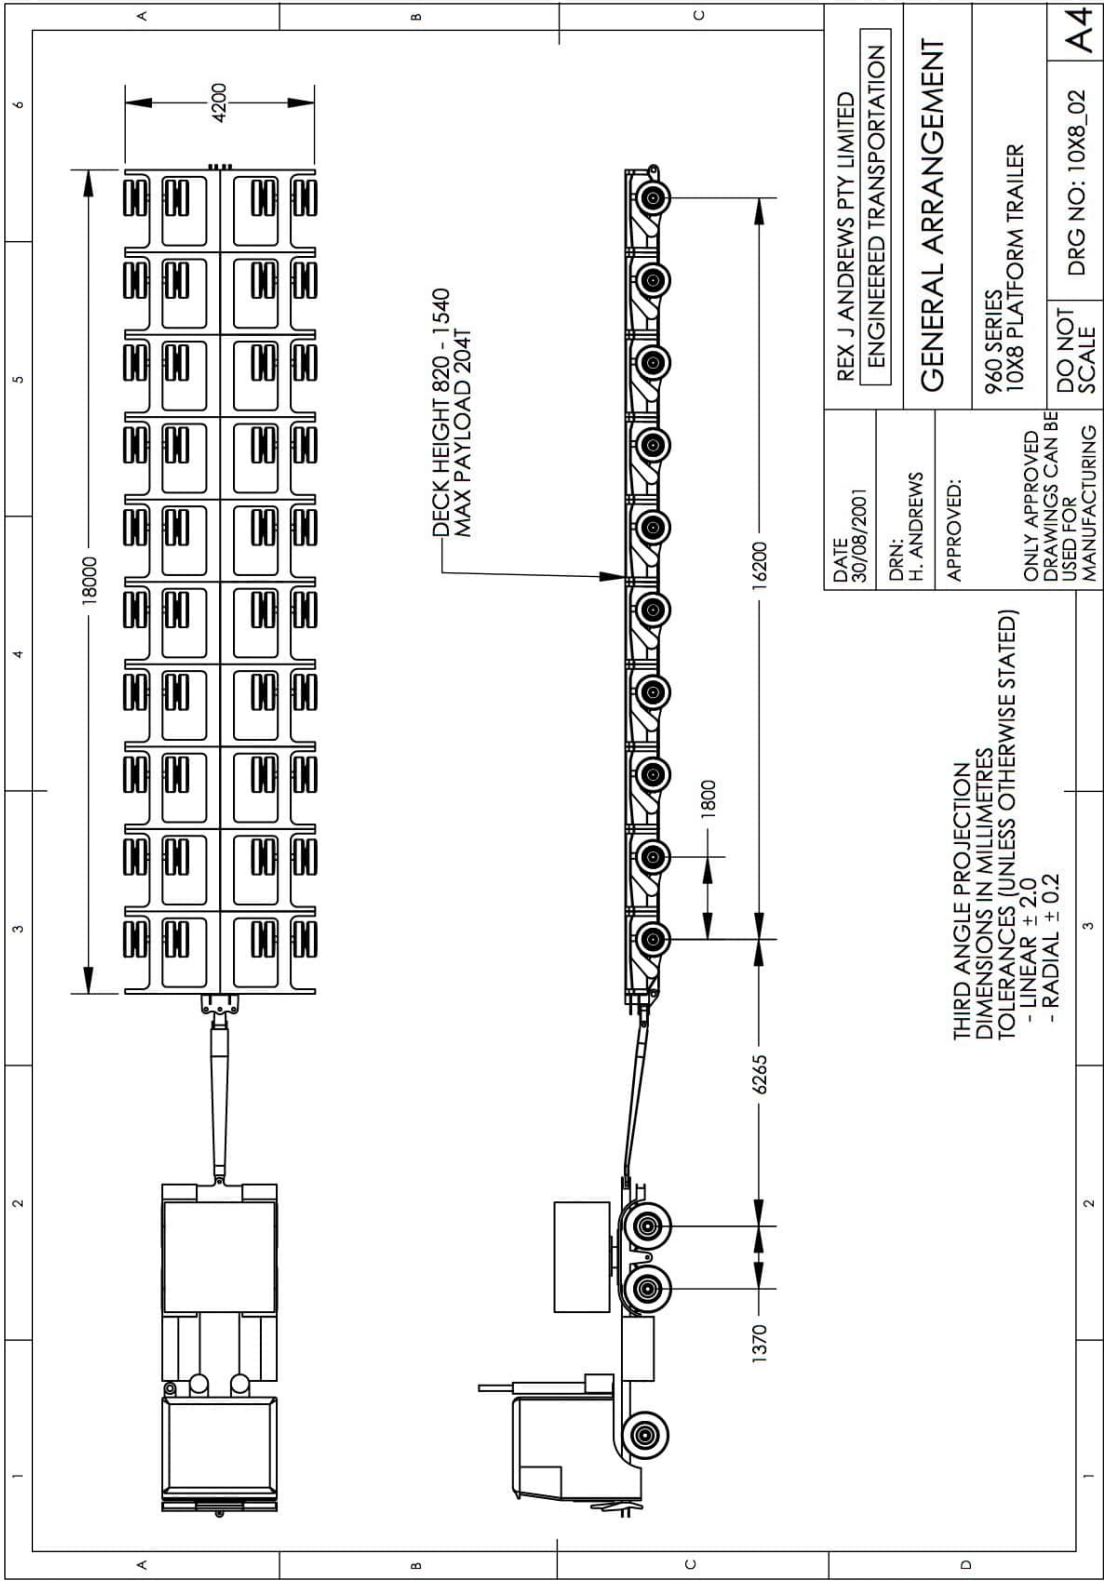 1
2
3
4
5
6
A
A
18000
4200
B
B
DECK HEIGHT 820 - 1540
MAX PAYLOAD 204T
C
C
1800
1370
6265
16200
D
THIRD ANGLE PROJECTION
DIMENSIONS IN MILLIMETRES
TOLERANCES (UNLESS OTHERWISE STATED)
- LINEAR ± 2.0
- RADIAL ± 0.2
DATE
30/08/2001
DRN:
H. ANDREWS
APPROVED:
ONLY APPROVED
DRAWINGS CAN BE
USED FOR
MANUFACTURING
REX J ANDREWS PTY LIMITED
ENGINEERED TRANSPORTATION
GENERAL ARRANGEMENT
960 SERIES
10X8 PLATFORM TRAILER
DO NOT
SCALE
DRG NO: 10X8_02
A4
1
2
3